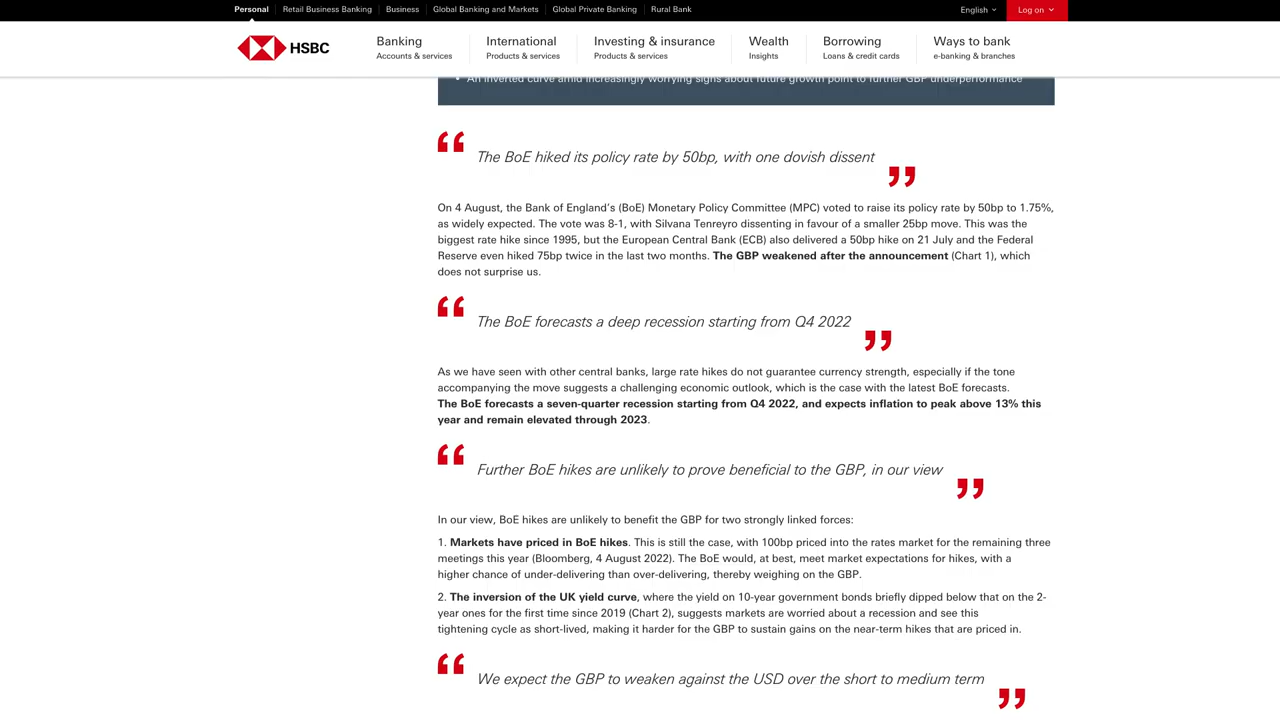 Personal Retail Business Banking Business Global Banking and Markets Global Private Banking Rural Bank English Log on
HSBC
Banking International Investing & insurance Wealth Borrowing Ways to bank
Accounts & services Products & services Products & services Insights Loans & credit cards e-banking & branches
• An inverted curve amid increasingly worrying signs about future growth point to further GBP underperformance
“ The BoE hiked its policy rate by 50bp, with one dovish dissent ”
On 4 August, the Bank of England’s (BoE) Monetary Policy Committee (MPC) voted to raise its policy rate by 50bp to 1.75%,
as widely expected. The vote was 8-1, with Silvana Tenreyro dissenting in favour of a smaller 25bp move. This was the
biggest rate hike since 1995, but the European Central Bank (ECB) also delivered a 50bp hike on 21 July and the Federal
Reserve even hiked 75bp twice in the last two months. The GBP weakened after the announcement (Chart 1), which
does not surprise us.
“ The BoE forecasts a deep recession starting from Q4 2022 ”
As we have seen with other central banks, large rate hikes do not guarantee currency strength, especially if the tone
accompanying the move suggests a challenging economic outlook, which is the case with the latest BoE forecasts.
The BoE forecasts a seven-quarter recession starting from Q4 2022, and expects inflation to peak above 13% this
year and remain elevated through 2023.
“ Further BoE hikes are unlikely to prove beneficial to the GBP, in our view ”
In our view, BoE hikes are unlikely to benefit the GBP for two strongly linked forces:
1. Markets have priced in BoE hikes. This is still the case, with 100bp priced into the rates market for the remaining three
meetings this year (Bloomberg, 4 August 2022). The BoE would, at best, meet market expectations for hikes, with a
higher chance of under-delivering than over-delivering, thereby weighing on the GBP.
2. The inversion of the UK yield curve, where the yield on 10-year government bonds briefly dipped below that on the 2-
year ones for the first time since 2019 (Chart 2), suggests markets are worried about a recession and see this
tightening cycle as short-lived, making it harder for the GBP to sustain gains on the near-term hikes that are priced in.
“ We expect the GBP to weaken against the USD over the short to medium term ”